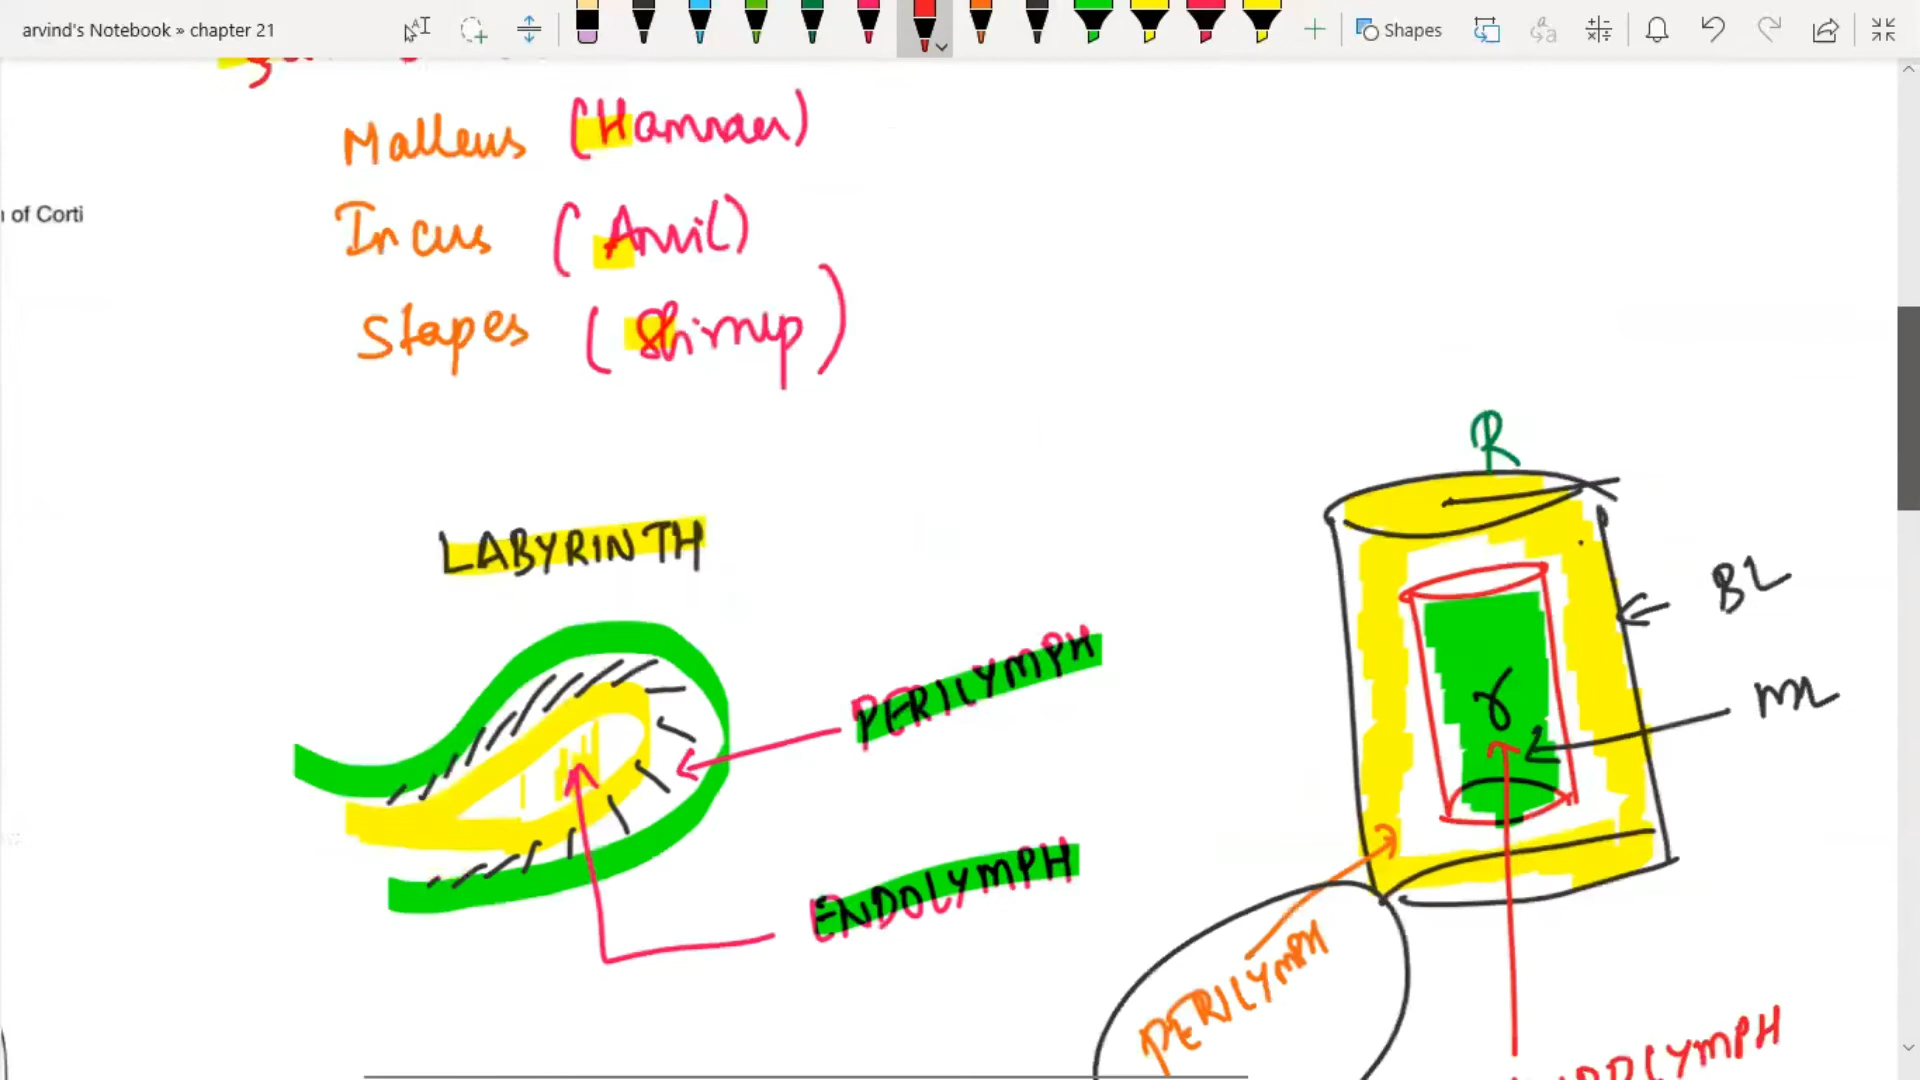 arvind's Notebook » chapter 21
Shapes
Malleus (Hammer)
n of Corti
Incus (Anvil)
Stapes (Stirrup)
R
LABYRINTH
BL
PERILYMPH
r
ML
ENDOLYMPH
PERILYMPH
ENDOLYMPH